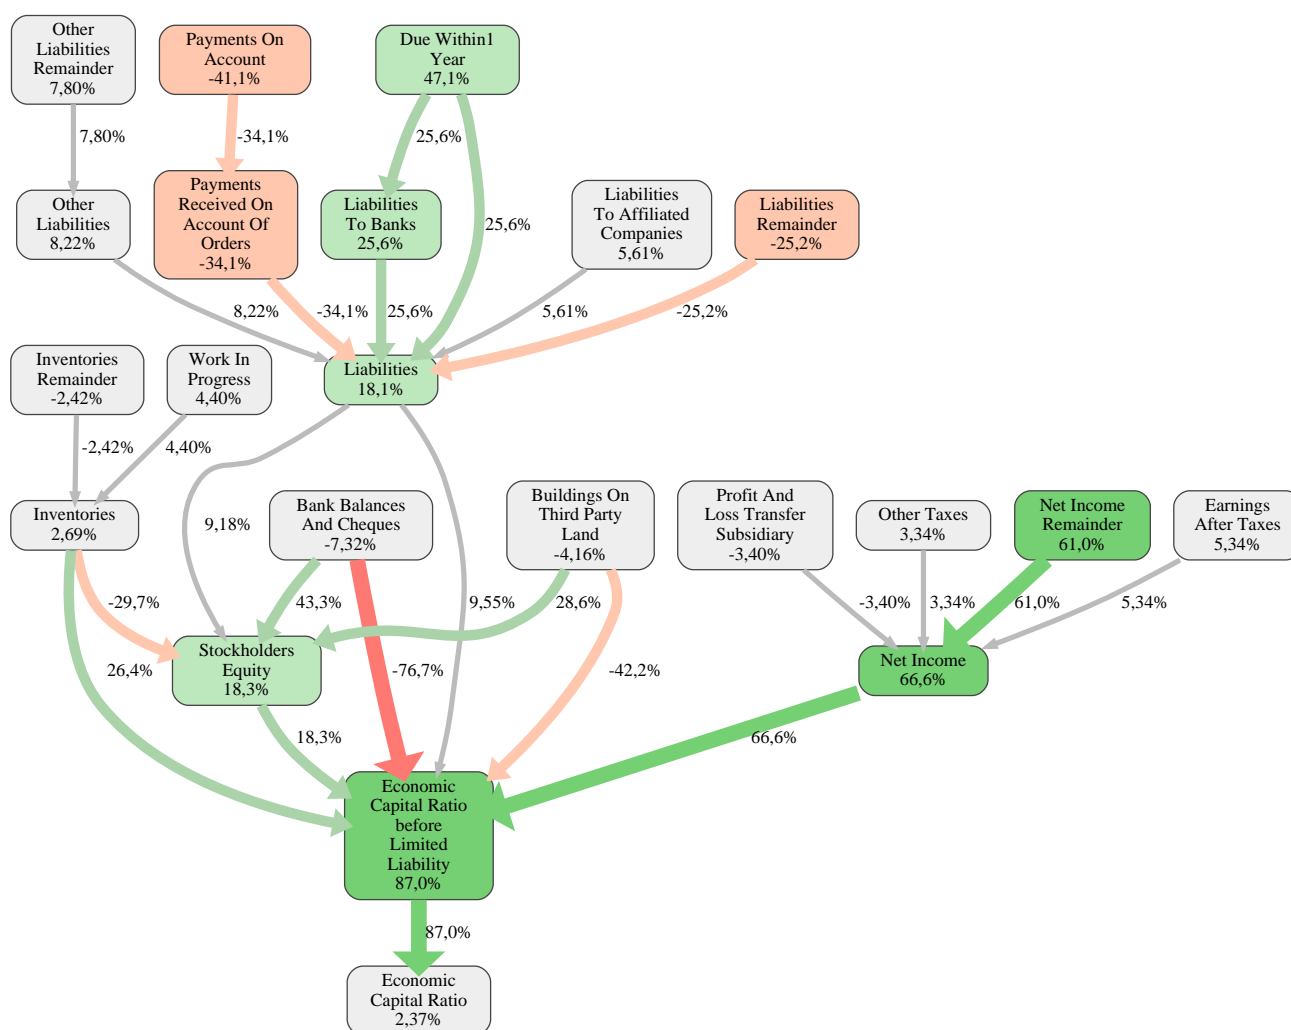 Other
Liabilities
Remainder
7,80%
Payments On
Account
-41,1%
Due Within1
Year
47,1%
7,80%
-34,1%
25,6%
Other
Liabilities
8,22%
Payments
Received On
Account Of
Orders
-34,1%
Liabilities
To Banks
25,6%
25,6%
Liabilities
To Affiliated
Companies
5,61%
Liabilities
Remainder
-25,2%
8,22%
-34,1%
25,6%
5,61%
-25,2%
Inventories
Remainder
-2,42%
Work In
Progress
4,40%
Liabilities
18,1%
-2,42%
4,40%
Inventories
2,69%
9,18%
Bank Balances
And Cheques
-7,32%
Buildings On
Third Party
Land
-4,16%
Profit And
Loss Transfer
Subsidiary
-3,40%
Other Taxes
3,34%
Net Income
Remainder
61,0%
Earnings
After Taxes
5,34%
-29,7%
43,3%
9,55%
28,6%
-3,40%
3,34%
61,0%
5,34%
26,4%
Stockholders
Equity
18,3%
-76,7%
-42,2%
Net Income
66,6%
18,3%
66,6%
Economic
Capital Ratio
before
Limited
Liability
87,0%
87,0%
Economic
Capital Ratio
2,37%